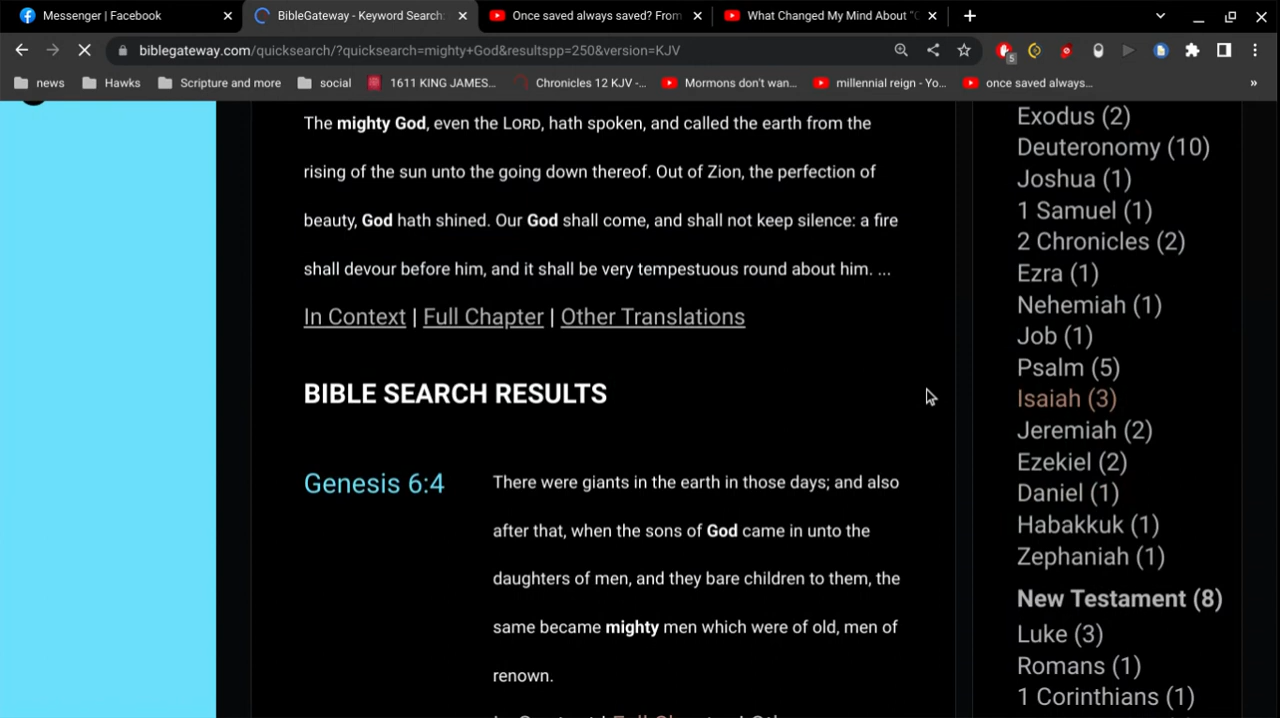 Messenger | Facebook
BibleGateway - Keyword Search:
Once saved always saved? From
What Changed My Mind About "
biblegateway.com/quicksearch/?quicksearch=mighty+God&resultspp=250&version=KJV
5
news
Hawks
Scripture and more
social
1611 KING JAMES...
Chronicles 12 KJV -...
Mormons don't wan...
millennial reign - Yo...
once saved always...
»
The mighty God, even the LORD, hath spoken, and called the earth from the
rising of the sun unto the going down thereof. Out of Zion, the perfection of
beauty, God hath shined. Our God shall come, and shall not keep silence: a fire
shall devour before him, and it shall be very tempestuous round about him. ...
In Context | Full Chapter | Other Translations
BIBLE SEARCH RESULTS
Genesis 6:4
There were giants in the earth in those days; and also
after that, when the sons of God came in unto the
daughters of men, and they bare children to them, the
same became mighty men which were of old, men of
renown.
Exodus (2)
Deuteronomy (10)
Joshua (1)
1 Samuel (1)
2 Chronicles (2)
Ezra (1)
Nehemiah (1)
Job (1)
Psalm (5)
Isaiah (3)
Jeremiah (2)
Ezekiel (2)
Daniel (1)
Habakkuk (1)
Zephaniah (1)
New Testament (8)
Luke (3)
Romans (1)
1 Corinthians (1)